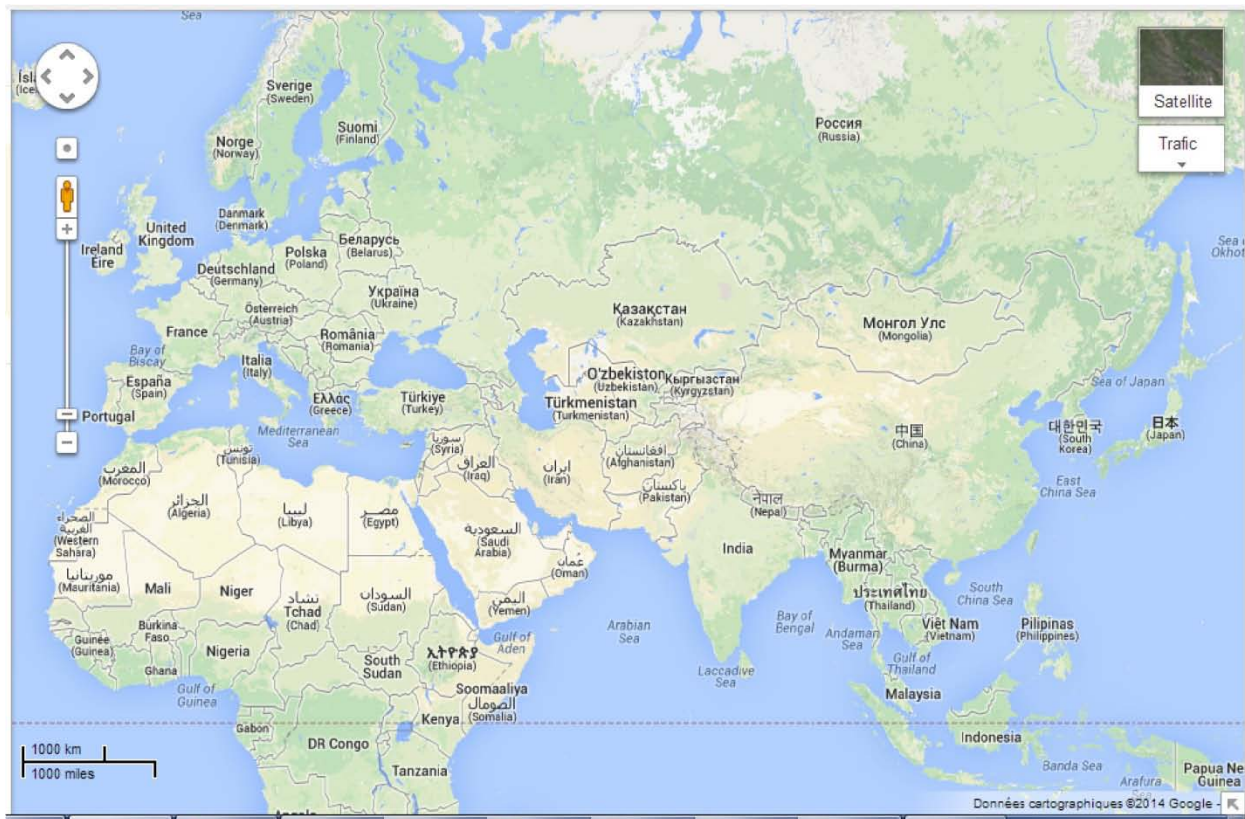 Sea
Ísl
(Ice
Sverige
(Sweden)
Suomi
(Finland)
Norge
(Norway)
Россия
(Russia)
Satellite
Trafic
Danmark
(Denmark)
United
Kingdom
Ireland
Éire
Polska
(Poland)
Беларусь
(Belarus)
Deutschland
(Germany)
Україна
(Ukraine)
Österreich
(Austria)
France
România
(Romania)
Bay of
Biscay
Italia
(Italy)
España
(Spain)
Portugal
Ελλάς
(Greece)
Türkiye
(Turkey)
Mediterranean
Sea
Қазақстан
(Kazakhstan)
Монгол Улс
(Mongolia)
O'zbekiston
(Uzbekistan)
Кыргызстан
(Kyrgyzstan)
Türkmenistan
(Turkmenistan)
Sea of
Okhot
Sea of Japan
中国
(China)
대한민국
(South
Korea)
日本
(Japan)
East
China Sea
تونس
(Tunisia)
المغرب
(Morocco)
الجزائر
(Algeria)
ليبيا
(Libya)
مصر
(Egypt)
سوريا
(Syria)
العراق
(Iraq)
ایران
(Iran)
افغانستان
(Afghanistan)
پاکستان
(Pakistan)
नेपाल
(Nepal)
السعودية
(Saudi
Arabia)
عُمان
(Oman)
اليمن
(Yemen)
الصحراء
الغربية
(Western
Sahara)
موريتانيا
(Mauritania)
Mali
Niger
تشاد
Tchad
(Chad)
السودان
(Sudan)
India
Myanmar
(Burma)
ประเทศไทย
(Thailand)
Việt Nam
(Vietnam)
South
China Sea
Pilipinas
(Philippines)
Guinée
(Guinea)
Burkina
Faso
Ghana
Nigeria
Gulf of
Guinea
South
Sudan
ኢትዮጵያ
(Ethiopia)
Gulf of
Aden
Arabian
Sea
Laccadive
Sea
Bay of
Bengal
Andaman
Sea
Gulf of
Thailand
Malaysia
Soomaaliya
الصومال
(Somalia)
Kenya
Gabon
DR Congo
Tanzania
Angola
Indonesia
Banda Sea
Arafura
Sea
Papua Ne
Guinea
1000 km
1000 miles
Données cartographiques ©2014 Google -